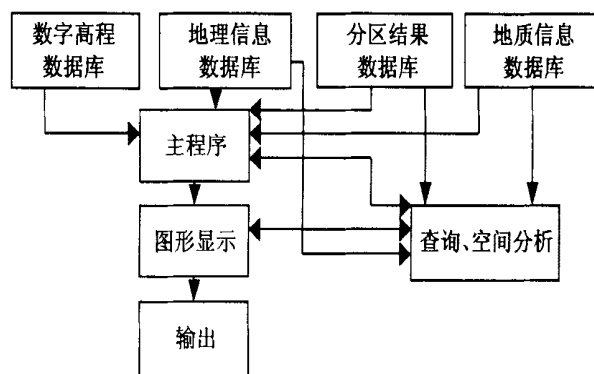 数字高程
数据库
地理信息
数据库
分区结果
数据库
地质信息
数据库
主程序
图形显示
查询、空间分析
输出